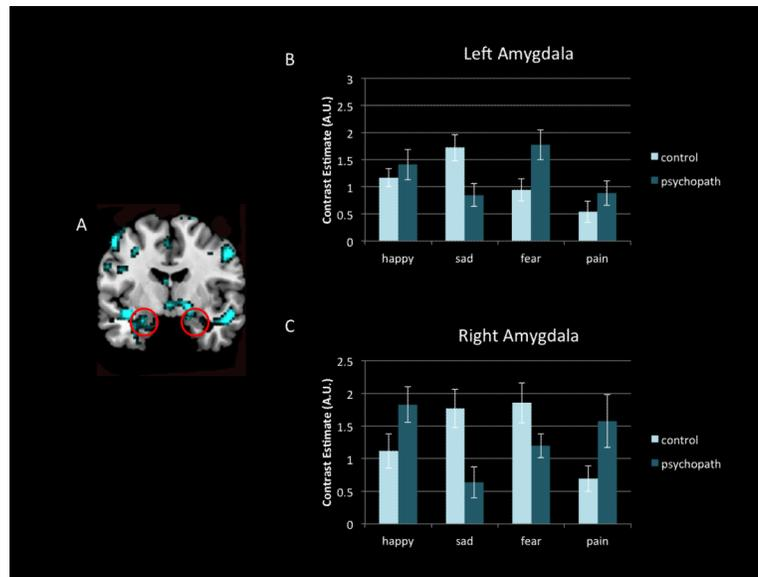 A
B
Left Amygdala
Contrast Estimate (A.U.)
3
2.5
2
1.5
1
0.5
0
happy sad fear pain
control
psychopath
C
Right Amygdala
Contrast Estimate (A.U.)
2.5
2
1.5
1
0.5
0
happy sad fear pain
control
psychopath